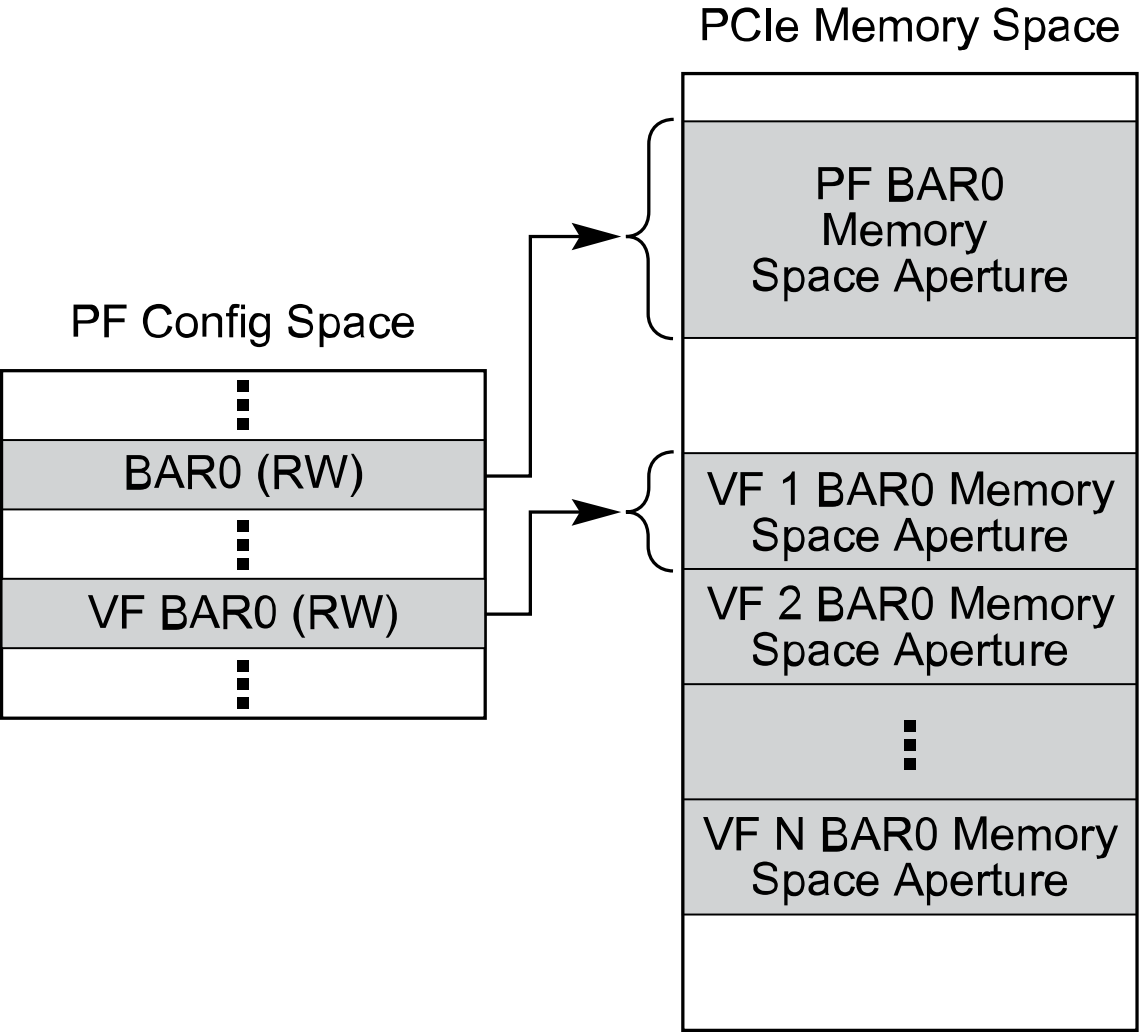 PCIe Memory Space
PF BAR0
Memory
Space Aperture
PF Config Space
BAR0 (RW)
VF BAR0 (RW)
VF 1 BAR0 Memory
Space Aperture
VF 2 BAR0 Memory
Space Aperture
VF N BAR0 Memory
Space Aperture